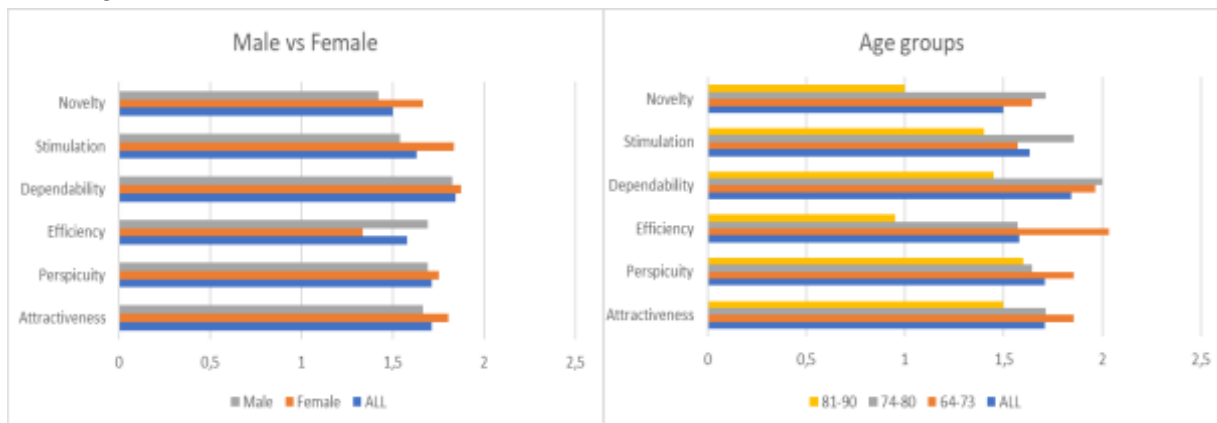 Male vs Female
Novelty
Stimulation
Dependability
Efficiency
Perspicuity
Attractiveness
0 0,5 1 1,5 2 2,5
Male Female ALL
Age groups
Novelty
Stimulation
Dependability
Efficiency
Perspicuity
Attractiveness
0 0,5 1 1,5 2 2,5
81-90 74-80 64-73 ALL